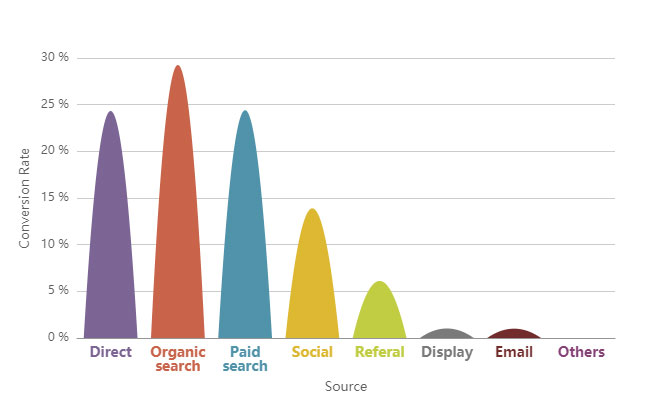 30 %
25 %
20 %
15 %
10 %
5 %
0 %
Conversion Rate
Direct
Organic
search
Paid
search
Social
Referal
Display
Email
Others
Source